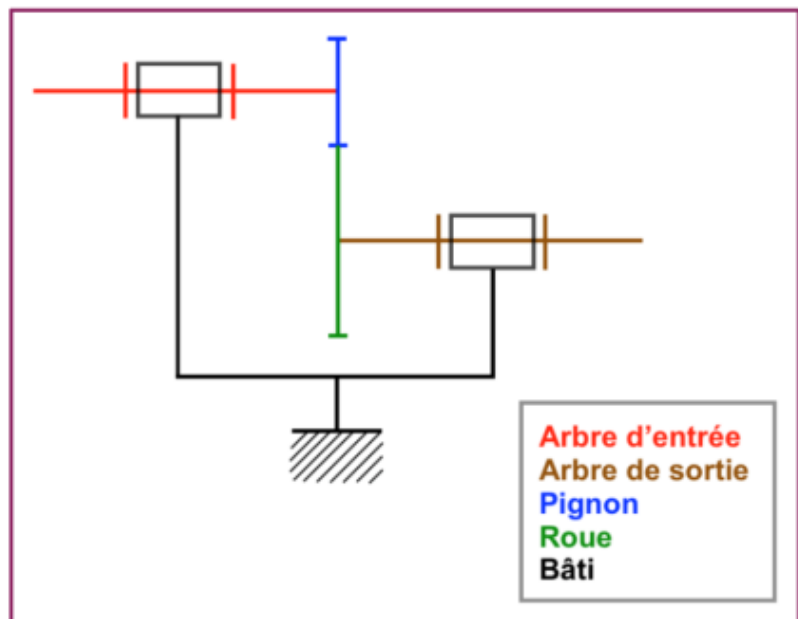 Arbre d'entrée
Arbre de sortie
Pignon
Roue
Bâti